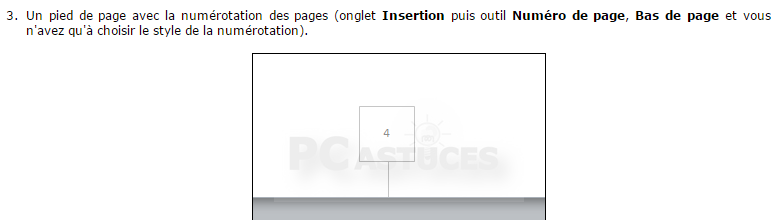 3. Un pied de page avec la numérotation des pages (onglet Insertion puis outil Numéro de page, Bas de page et vous
n'avez qu'à choisir le style de la numérotation).
4
PC ASTUCES